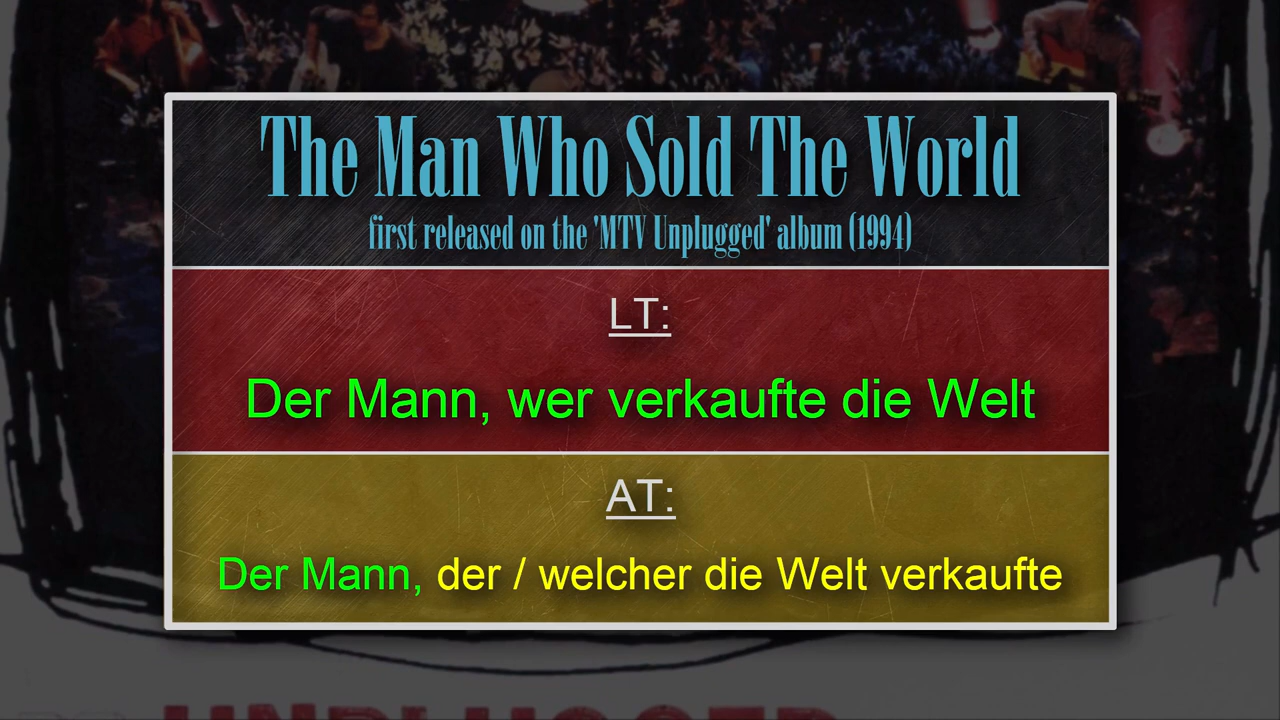 The Man Who Sold The World
first released on the 'MTV Unplugged' album (1994)
LT:
Der Mann, wer verkaufte die Welt
AT:
Der Mann, der / welcher die Welt verkaufte
UNPLUGGED